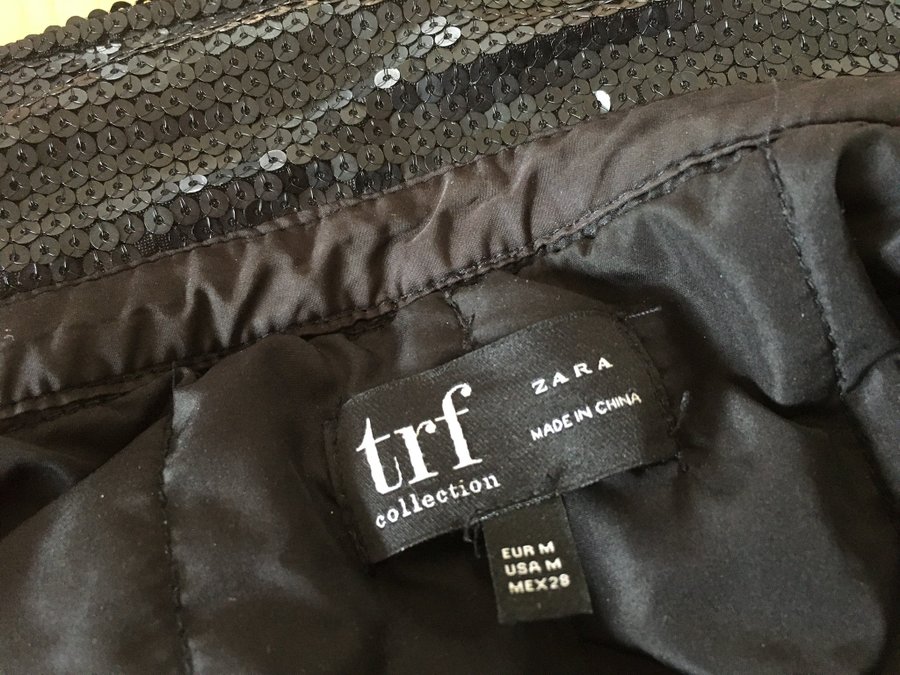 trf
collection
ZARA
MADE IN CHINA
EUR M
USA M
MEX28